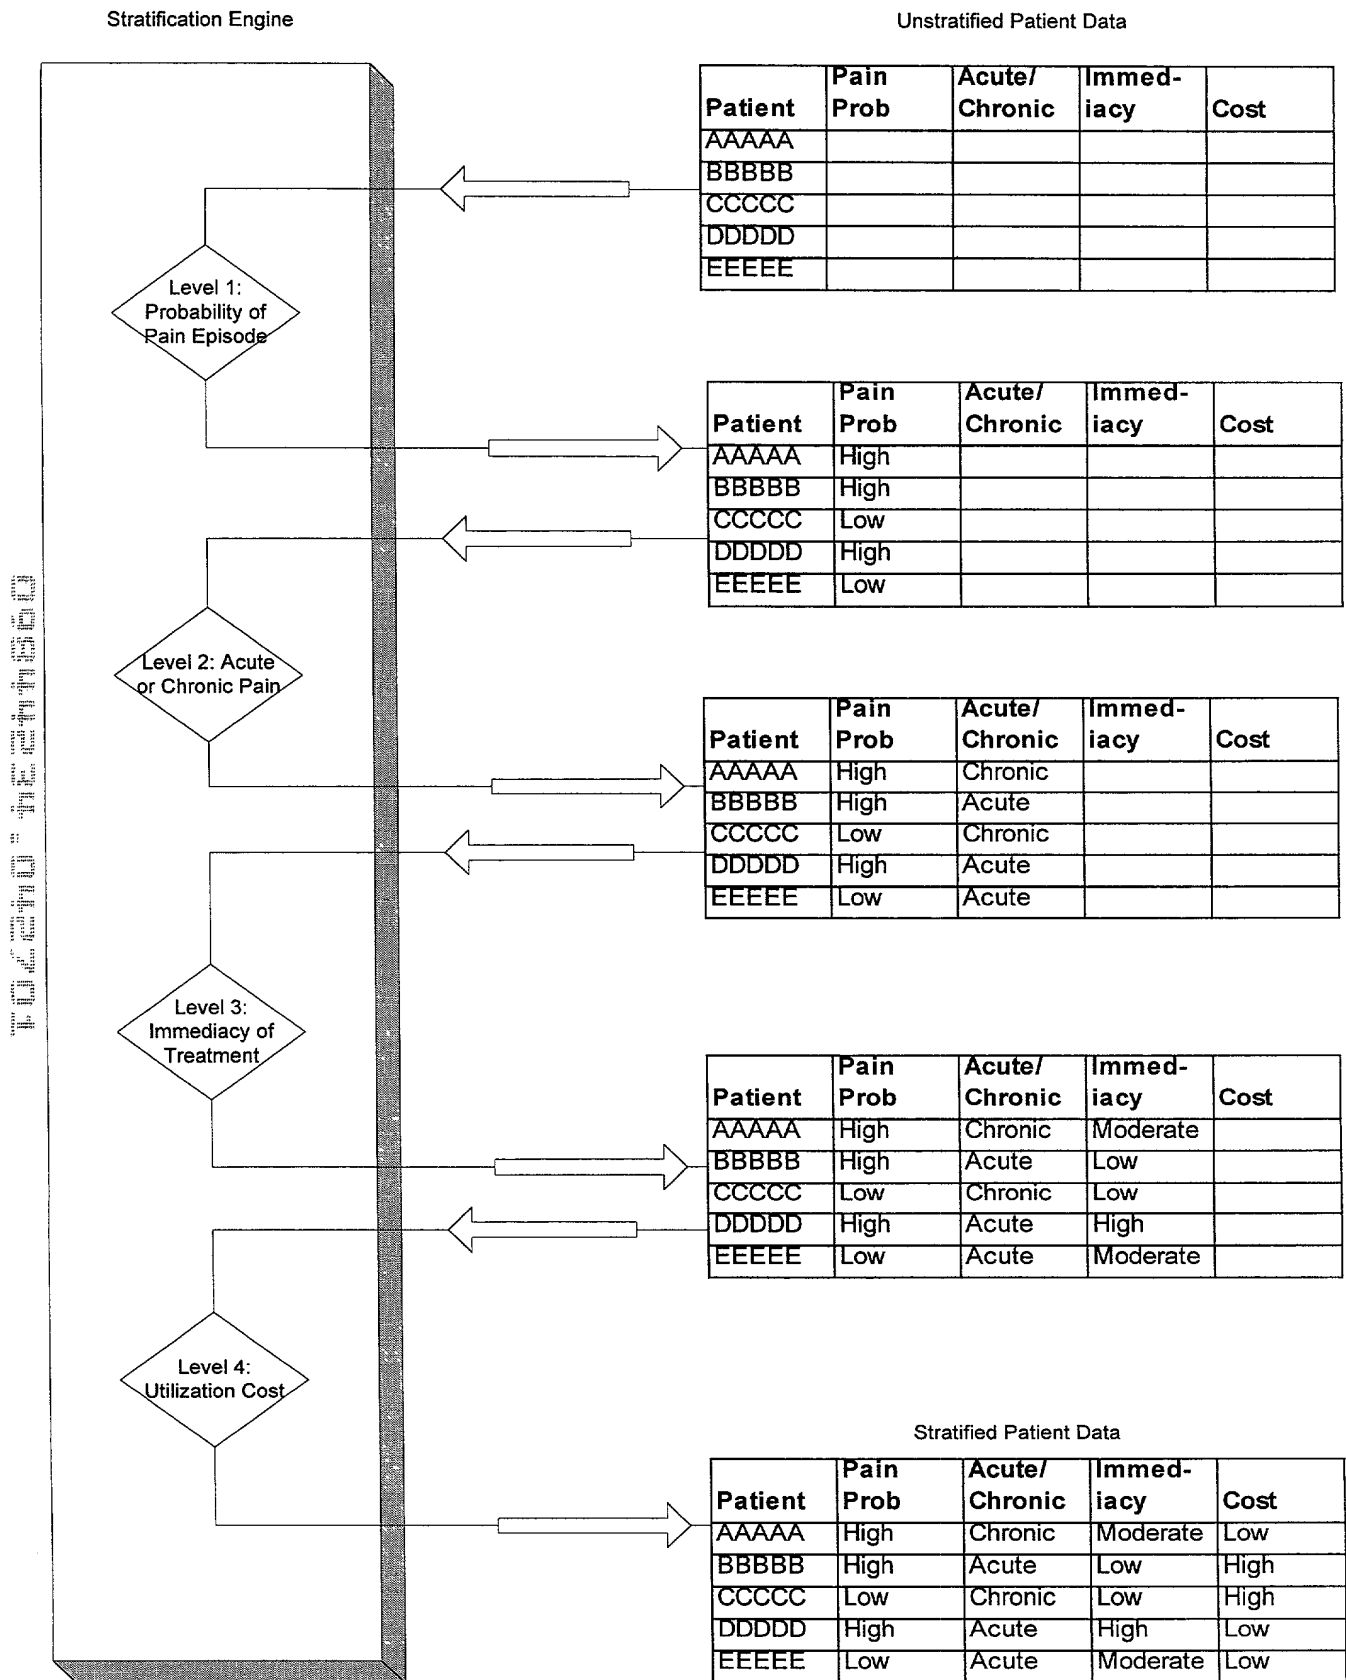 Stratification Engine
Unstratified Patient Data
Pain Acute/ Immed-
Patient Prob Chronic iacy Cost
AAAAA
BBBBB
CCCCC
DDDDD
EEEEE
Level 1:
Probability of
Pain Episode
Pain Acute/ Immed-
Patient Prob Chronic iacy Cost
AAAAA High
BBBBB High
CCCCC Low
DDDDD High
EEEEE Low
Level 2: Acute
or Chronic Pain
Pain Acute/ Immed-
Patient Prob Chronic iacy Cost
AAAAA High Chronic
BBBBB High Acute
CCCCC Low Chronic
DDDDD High Acute
EEEEE Low Acute
Level 3:
Immediacy of
Treatment
Pain Acute/ Immed-
Patient Prob Chronic iacy Cost
AAAAA High Chronic Moderate
BBBBB High Acute Low
CCCCC Low Chronic Low
DDDDD High Acute High
EEEEE Low Acute Moderate
Level 4:
Utilization Cost
Stratified Patient Data
Pain Acute/ Immed-
Patient Prob Chronic iacy Cost
AAAAA High Chronic Moderate Low
BBBBB High Acute Low High
CCCCC Low Chronic Low High
DDDDD High Acute High Low
EEEEE Low Acute Moderate Low